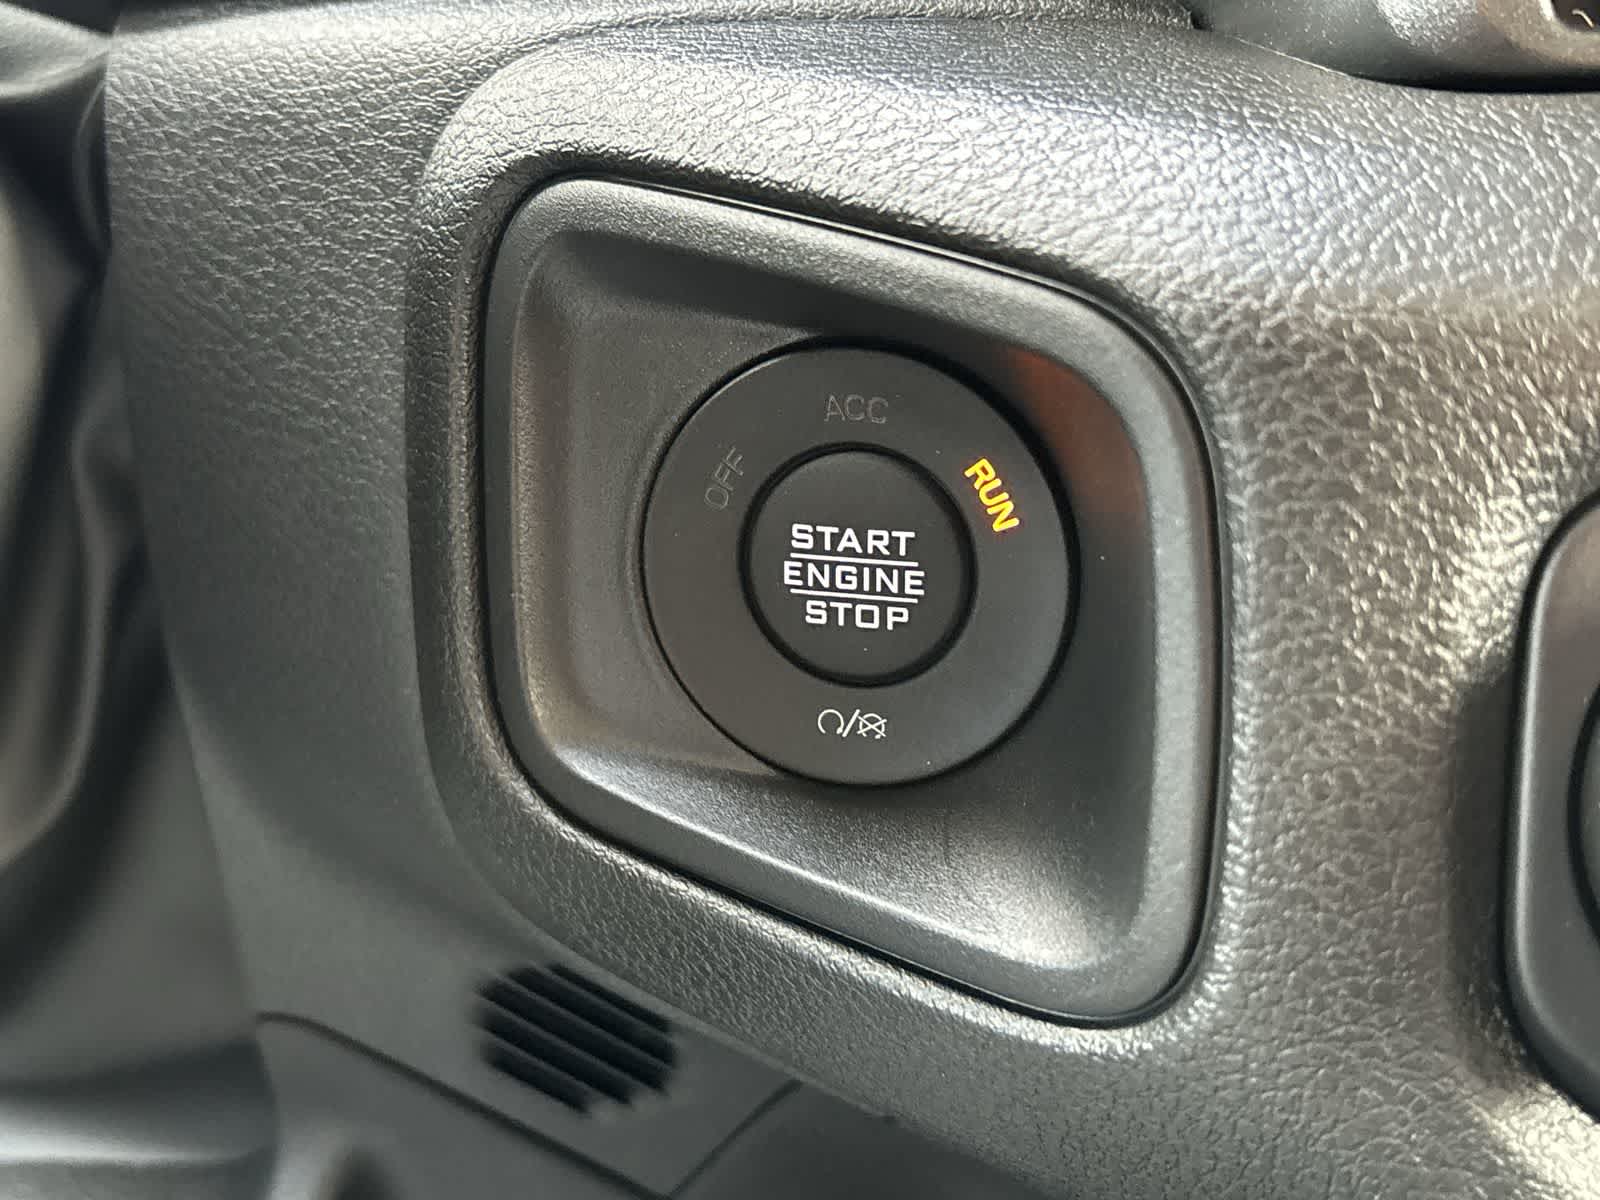 ACC
OFF
RUN
START
ENGINE
STOP